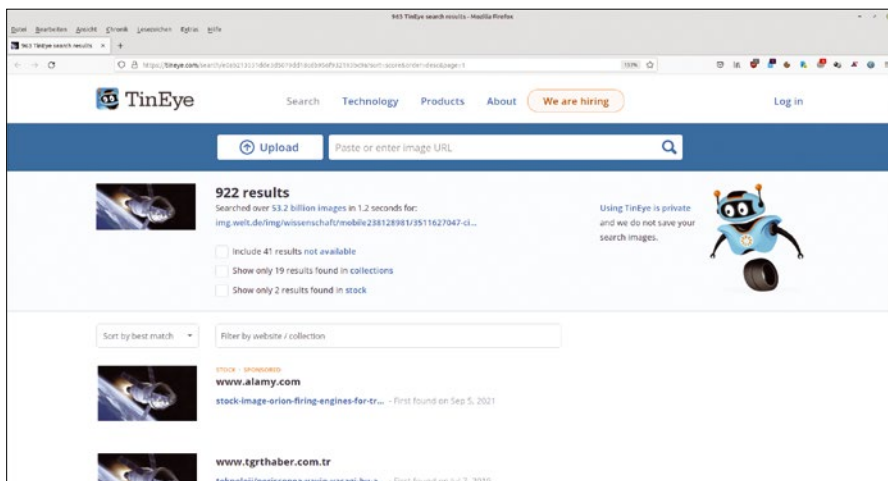 963 TinEye search results - Mozilla Firefox
Datei Bearbeiten Ansicht Chronik Lesezeichen Extras Hilfe
963 TinEye search results × +
120%
TinEye
Search Technology Products About We are hiring Log in
Upload Paste or enter image URL
922 results
Searched over 53.2 billion images in 1.2 seconds for:
img.welt.de/img/wissenschaft/mobile238128981/3511627047-ci...
Include 41 results not available
Show only 19 results found in collections
Show only 2 results found in stock
Using TinEye is private
and we do not save your
search images.
Sort by best match Filter by website / collection
STOCK - SPONSORED
www.alamy.com
stock-image-orion-firing-engines-for-tr... - First found on Sep 5, 2021
www.tgrthaber.com.tr